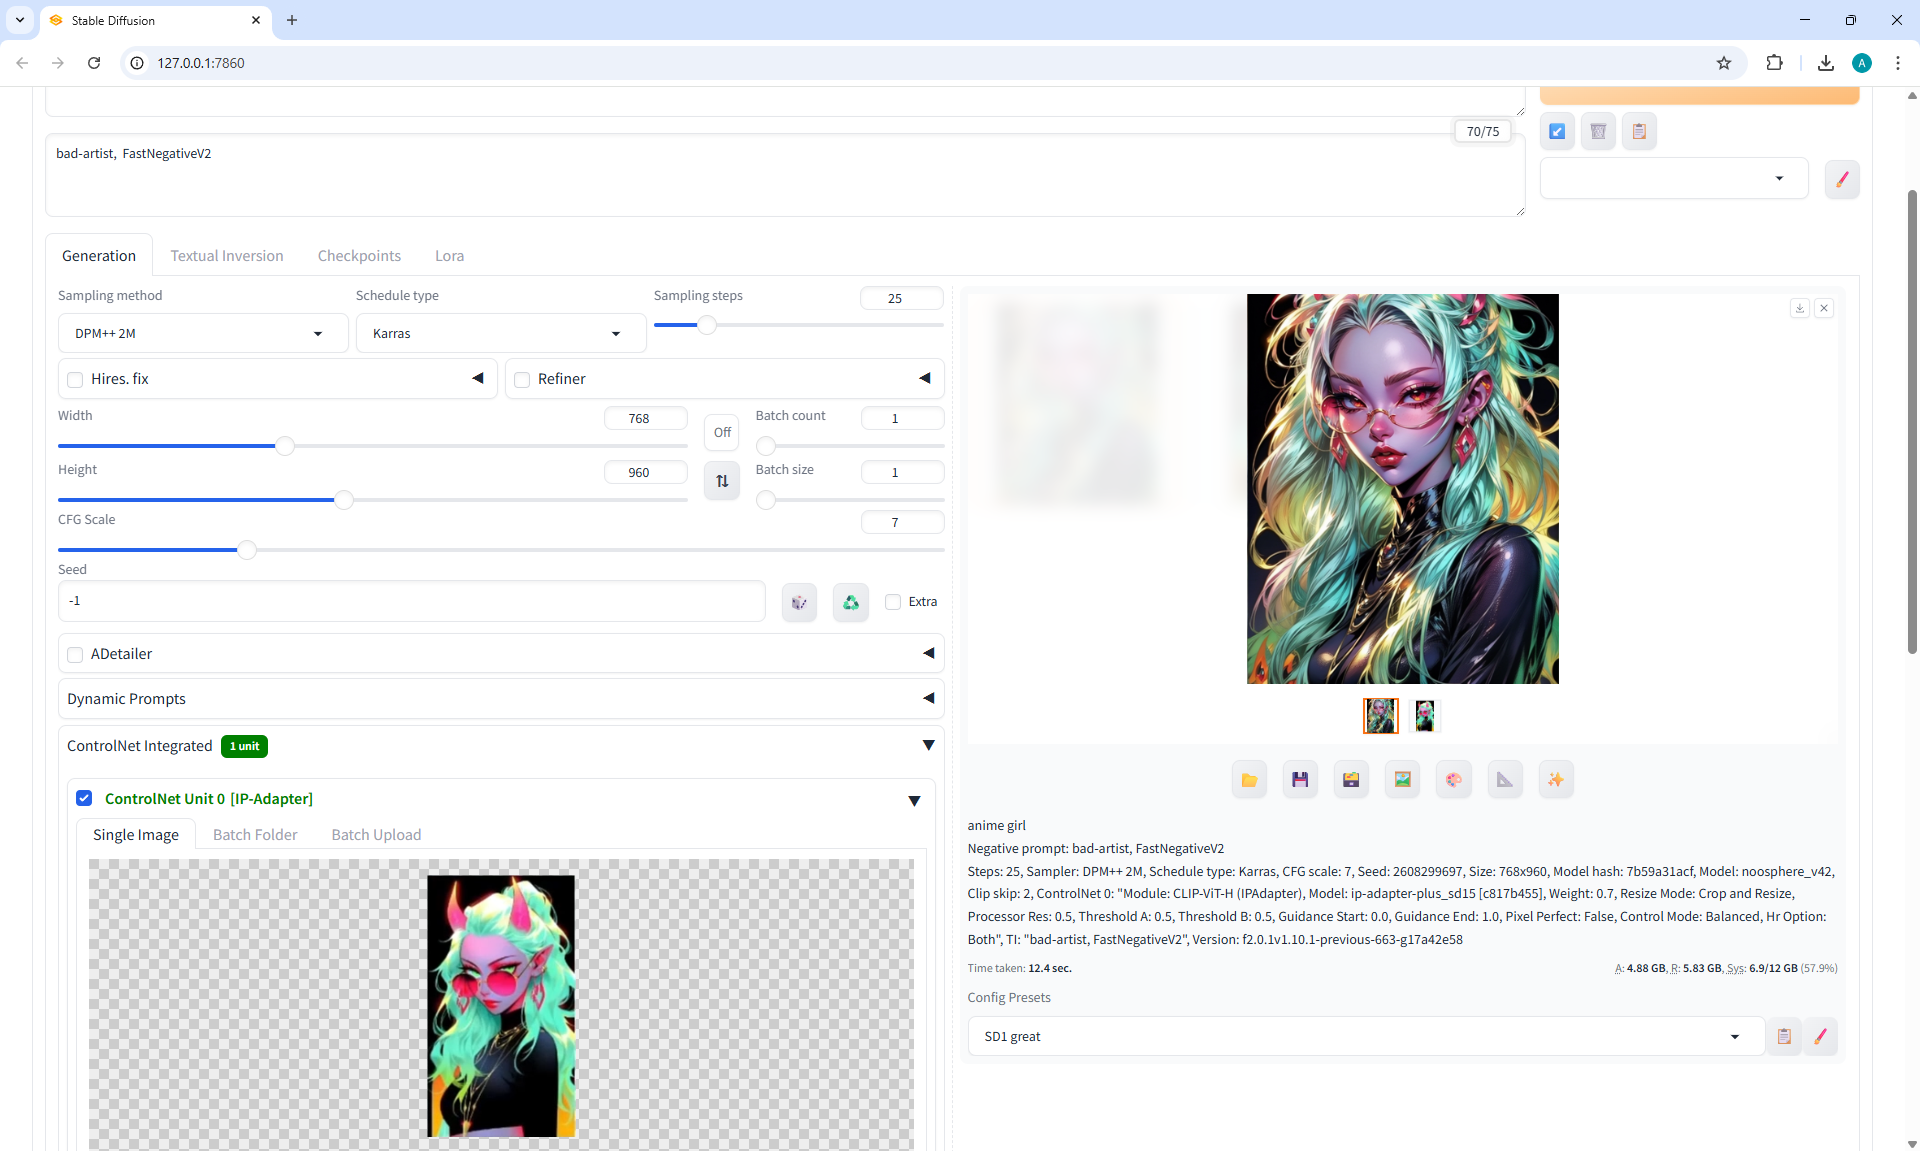 Stable Diffusion
127.0.0.1:7860
A
70/75
bad-artist, FastNegativeV2
Generation
Textual Inversion
Checkpoints
Lora
Sampling method
Schedule type
Sampling steps
25
DPM++ 2M
Karras
Hires. fix
Refiner
Width
768
Off
Batch count
1
Height
960
Batch size
1
CFG Scale
7
Seed
-1
Extra
ADetailer
Dynamic Prompts
ControlNet Integrated
1 unit
ControlNet Unit 0 [IP-Adapter]
Single Image
Batch Folder
Batch Upload
anime girl
Negative prompt: bad-artist, FastNegativeV2
Steps: 25, Sampler: DPM++ 2M, Schedule type: Karras, CFG scale: 7, Seed: 2608299697, Size: 768x960, Model hash: 7b59a31acf, Model: noosphere_v42,
Clip skip: 2, ControlNet 0: "Module: CLIP-ViT-H (IPAdapter), Model: ip-adapter-plus_sd15 [c817b455], Weight: 0.7, Resize Mode: Crop and Resize,
Processor Res: 0.5, Threshold A: 0.5, Threshold B: 0.5, Guidance Start: 0.0, Guidance End: 1.0, Pixel Perfect: False, Control Mode: Balanced, Hr Option:
Both", TI: "bad-artist, FastNegativeV2", Version: f2.0.1v1.10.1-previous-663-g17a42e58
Time taken: 12.4 sec.
A: 4.88 GB, R: 5.83 GB, Sys: 6.9/12 GB (57.9%)
Config Presets
SD1 great